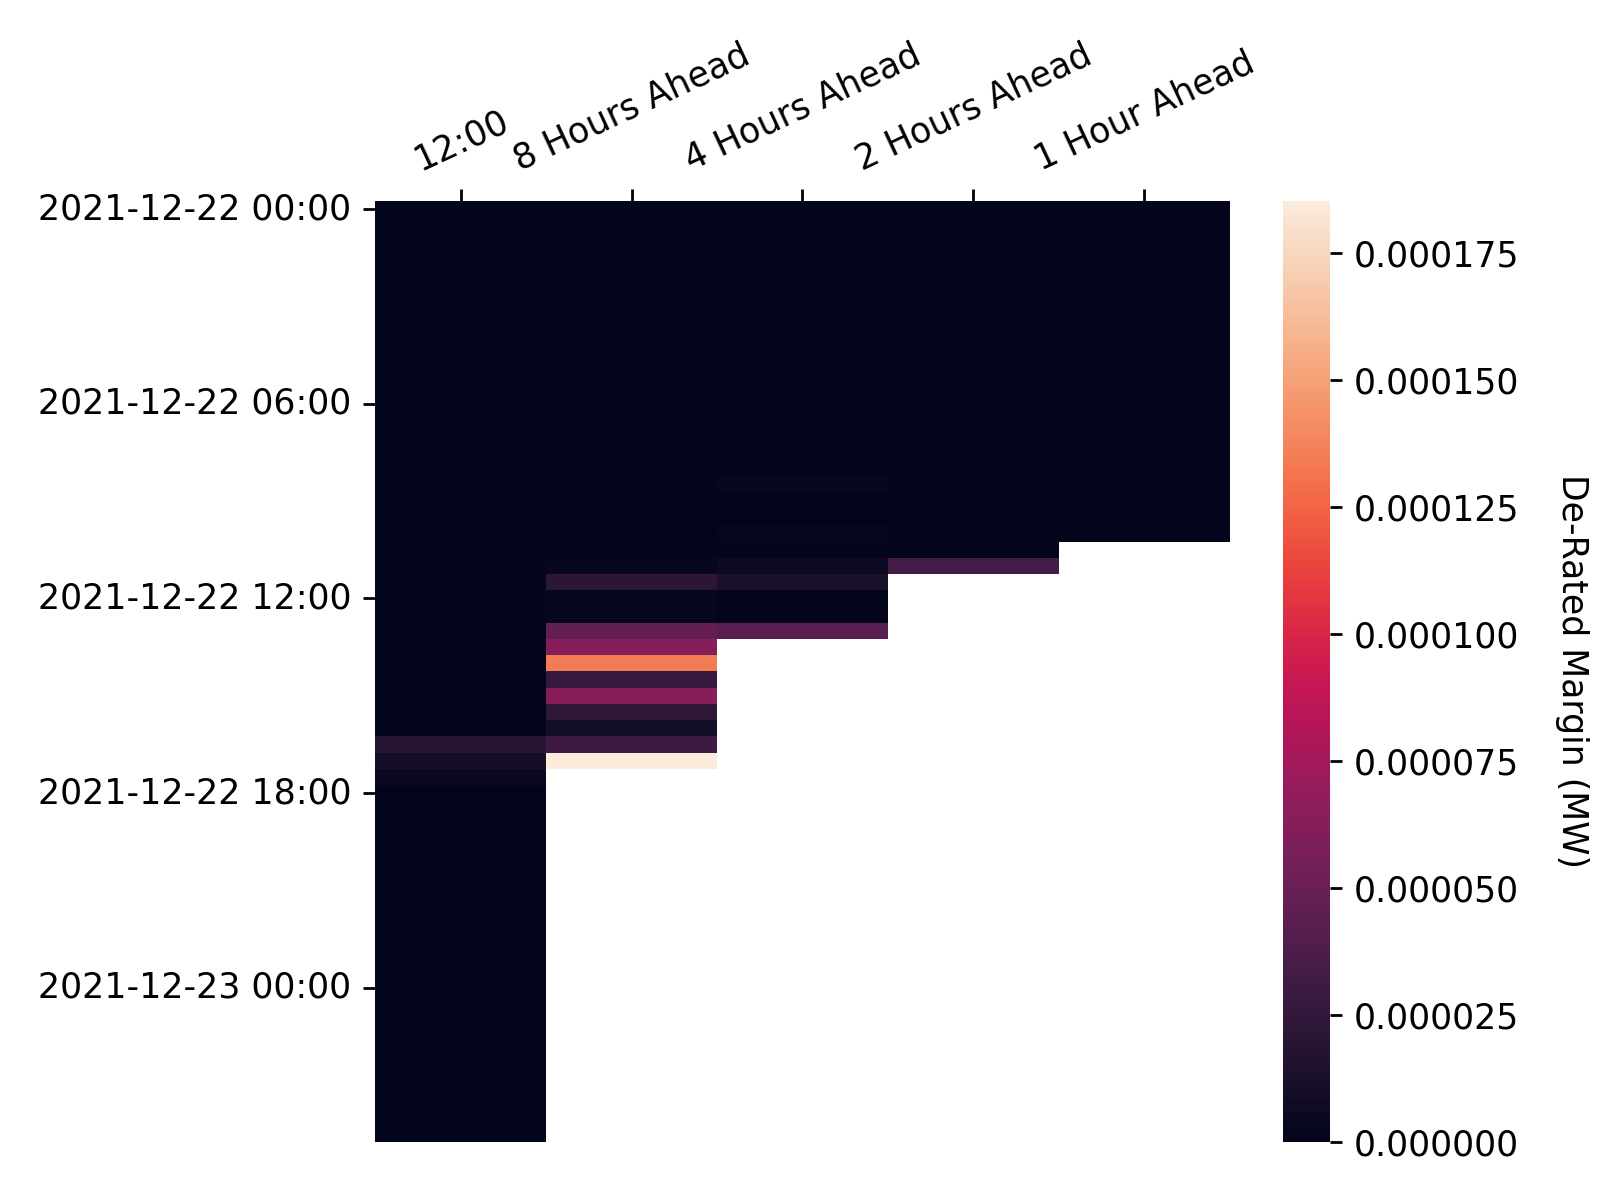 12:00
8 Hours Ahead
4 Hours Ahead
2 Hours Ahead
1 Hour Ahead
2021-12-22 00:00
2021-12-22 06:00
2021-12-22 12:00
2021-12-22 18:00
2021-12-23 00:00
0.000175
0.000150
0.000125
0.000100
0.000075
0.000050
0.000025
0.000000
De-Rated Margin (MW)